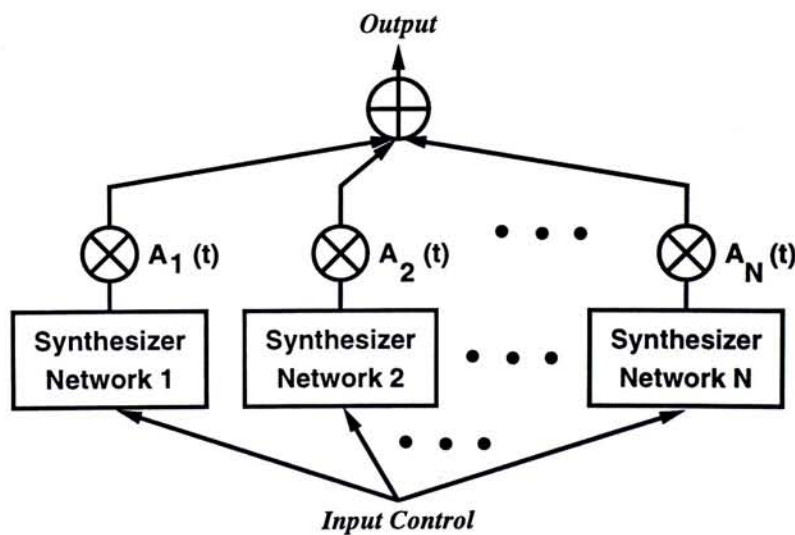 Output
A1 (t)
A2 (t)
AN (t)
Synthesizer
Network 1
Synthesizer
Network 2
Synthesizer
Network N
Input Control